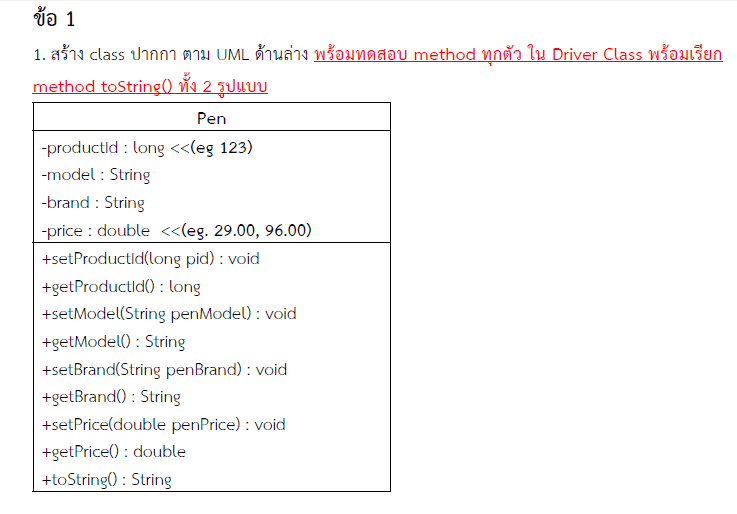 ข้อ 1
1. สร้าง class ปากกา ตาม UML ด้านล่าง พร้อมทดสอบ method ทุกตัว ใน Driver Class พร้อมเรียก
method toString() ทั้ง 2 รูปแบบ
Pen
-productId : long <<(eg 123)
-model : String
-brand : String
-price : double <<(eg. 29.00, 96.00)
+setProductId(long pid) : void
+getProductId() : long
+setModel(String penModel) : void
+getModel() : String
+setBrand(String penBrand) : void
+getBrand() : String
+setPrice(double penPrice) : void
+getPrice() : double
+toString() : String